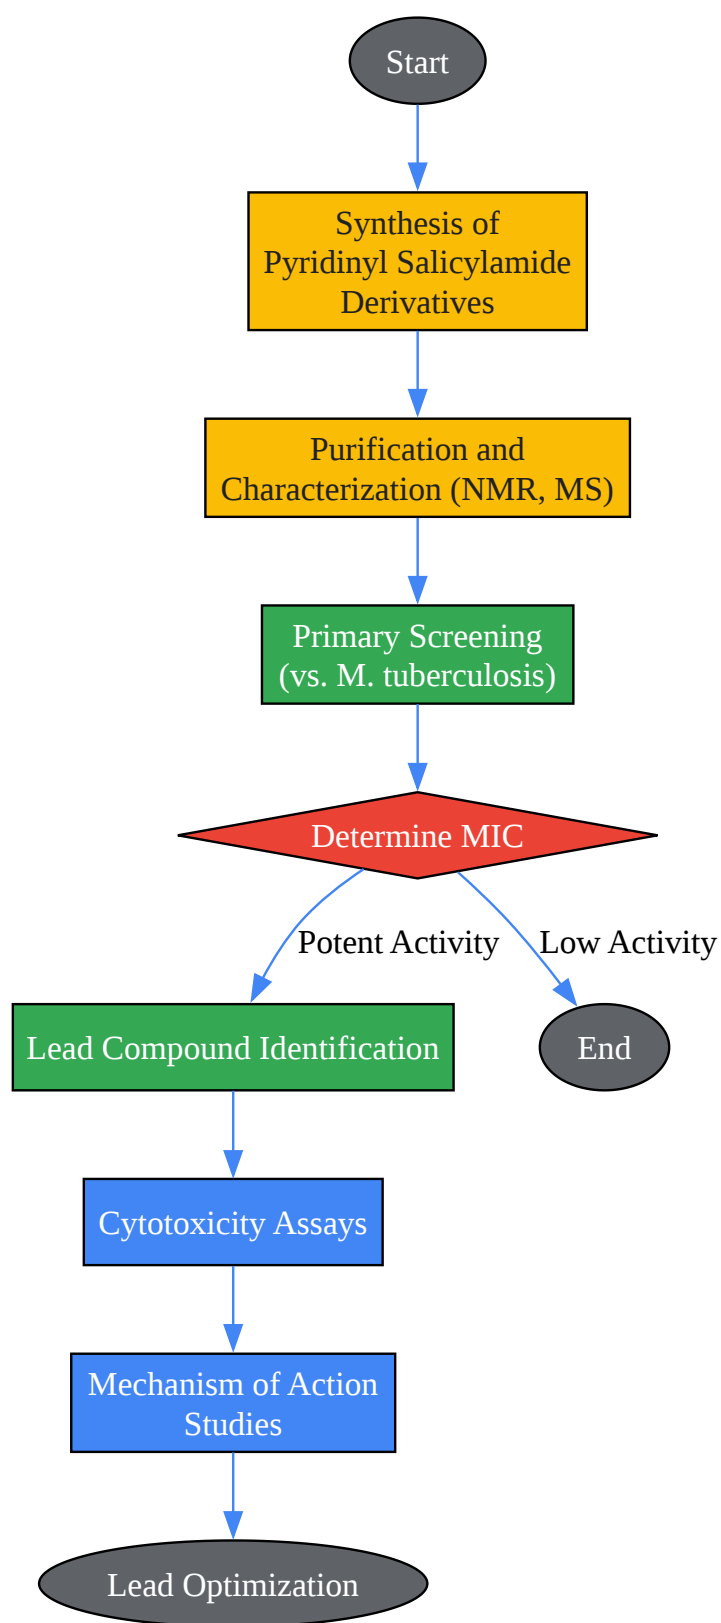 Start
Synthesis of
Pyridinyl Salicylamide
Derivatives
Purification and
Characterization (NMR, MS)
Primary Screening
(vs. M. tuberculosis)
Determine MIC
Potent Activity
Low Activity
Lead Compound Identification
End
Cytotoxicity Assays
Mechanism of Action
Studies
Lead Optimization